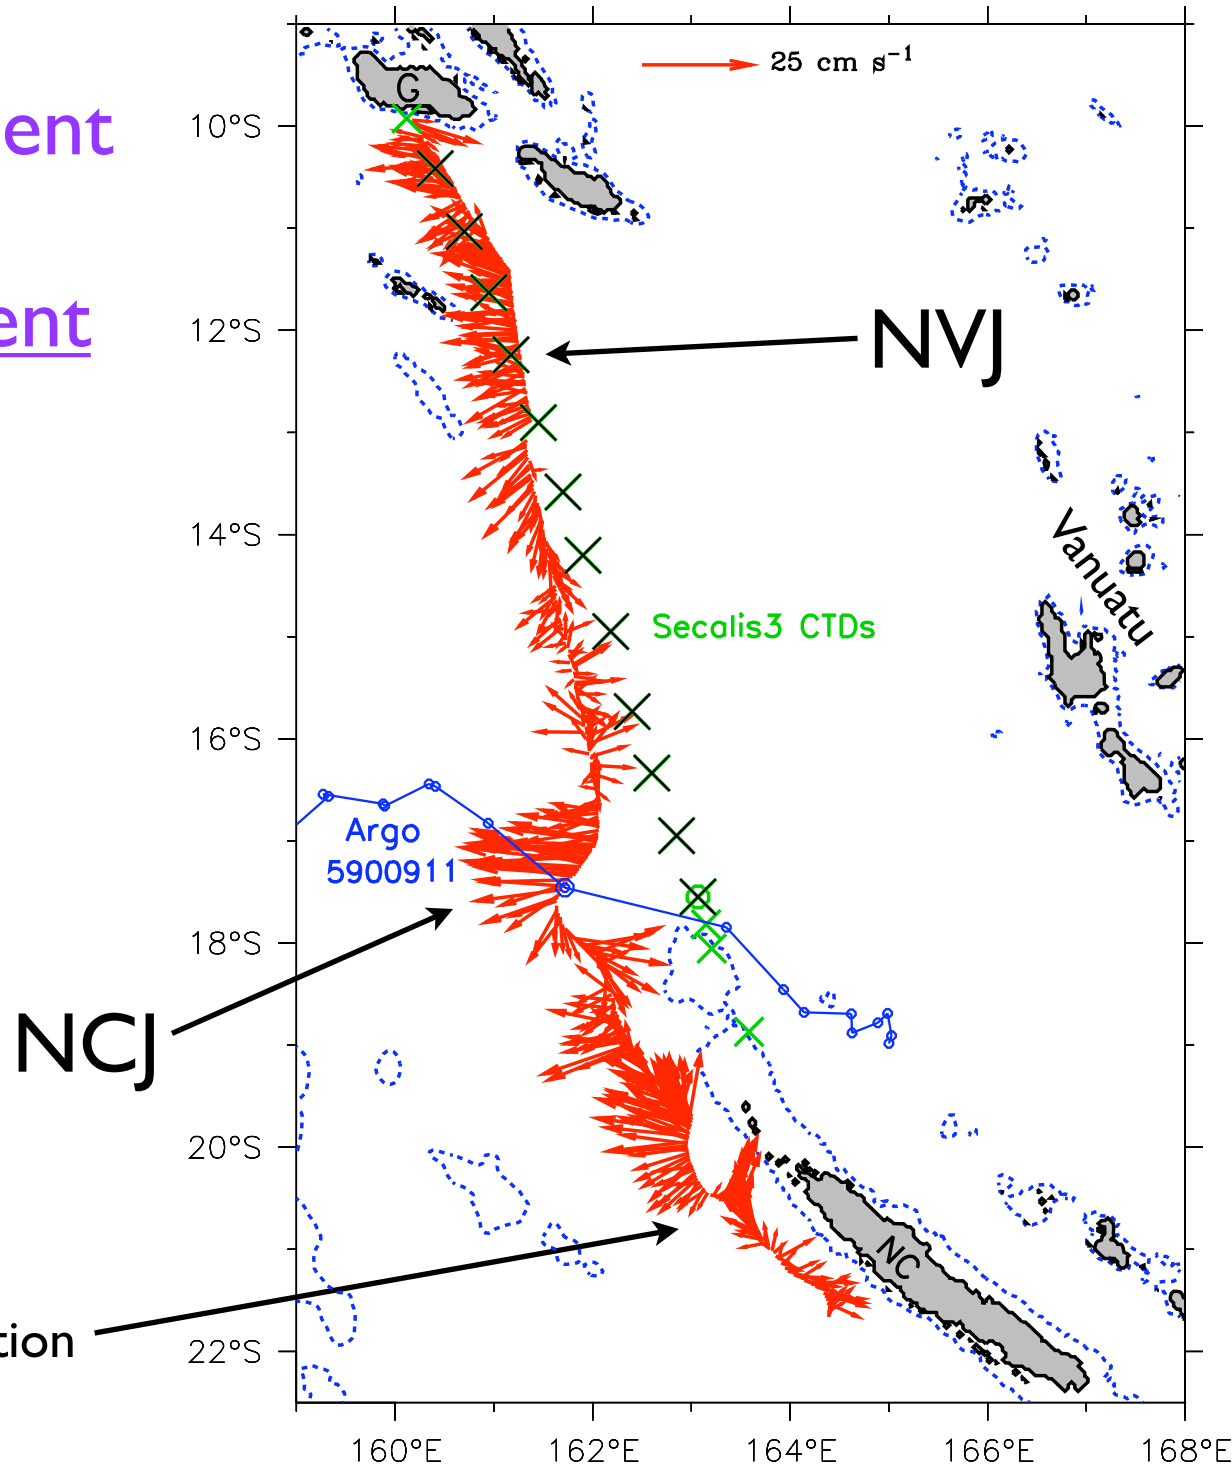 25 cm s⁻¹
G
ent
10°S
ent
12°S
NVJ
14°S
Vanuatu
Secalis3 CTDs
16°S
Argo
5900911
18°S
NCJ
20°S
NC
tion
22°S
160°E 162°E 164°E 166°E 168°E